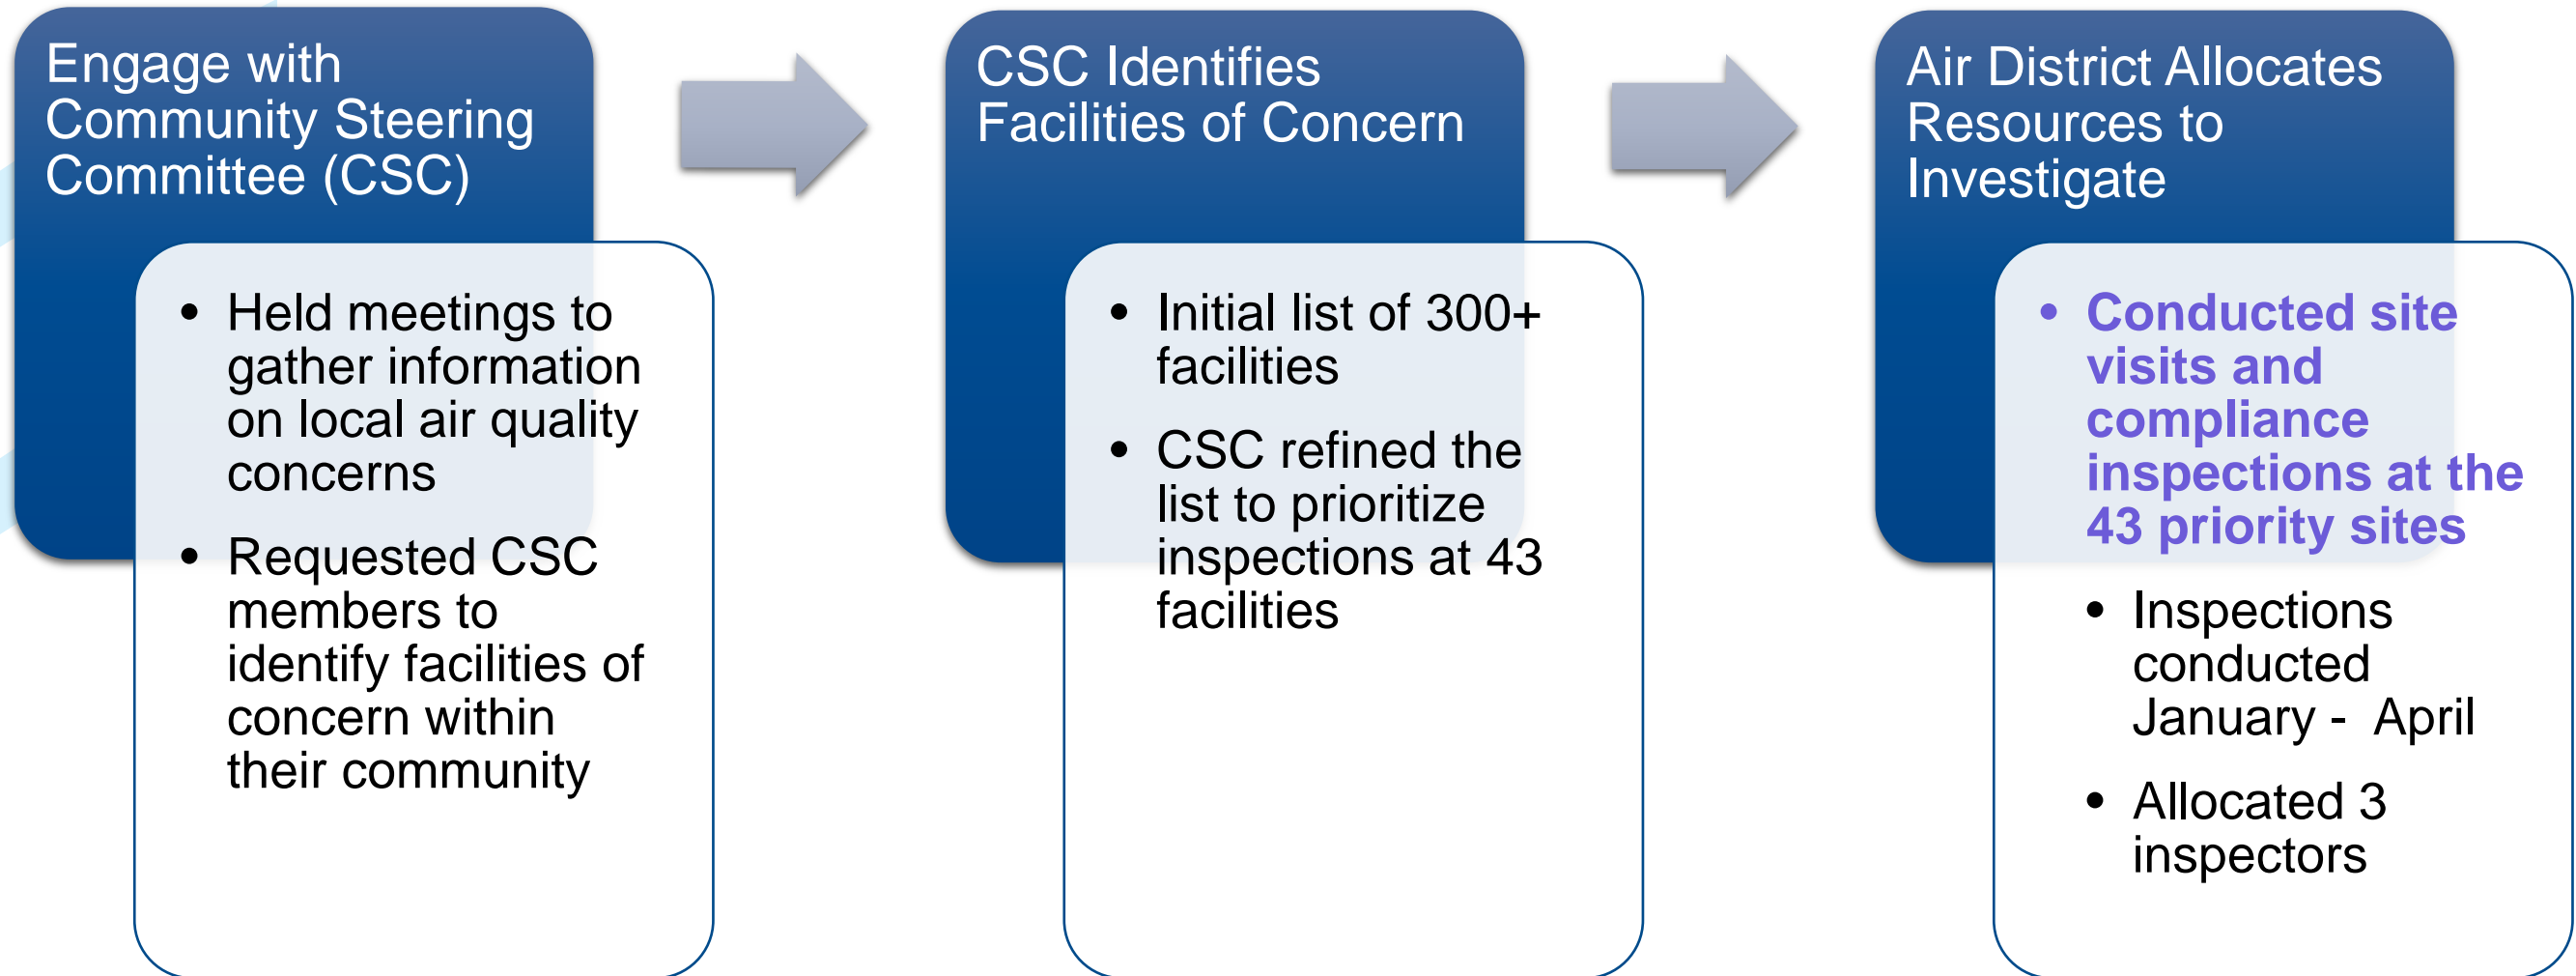 Engage with
Community Steering
Committee (CSC)
• Held meetings to
gather information
on local air quality
concerns
• Requested CSC
members to
identify facilities of
concern within
their community
CSC Identifies
Facilities of Concern
• Initial list of 300+
facilities
• CSC refined the
list to prioritize
inspections at 43
facilities
Air District Allocates
Resources to
Investigate
• Conducted site
visits and
compliance
inspections at the
43 priority sites
• Inspections
conducted
January - April
• Allocated 3
inspectors